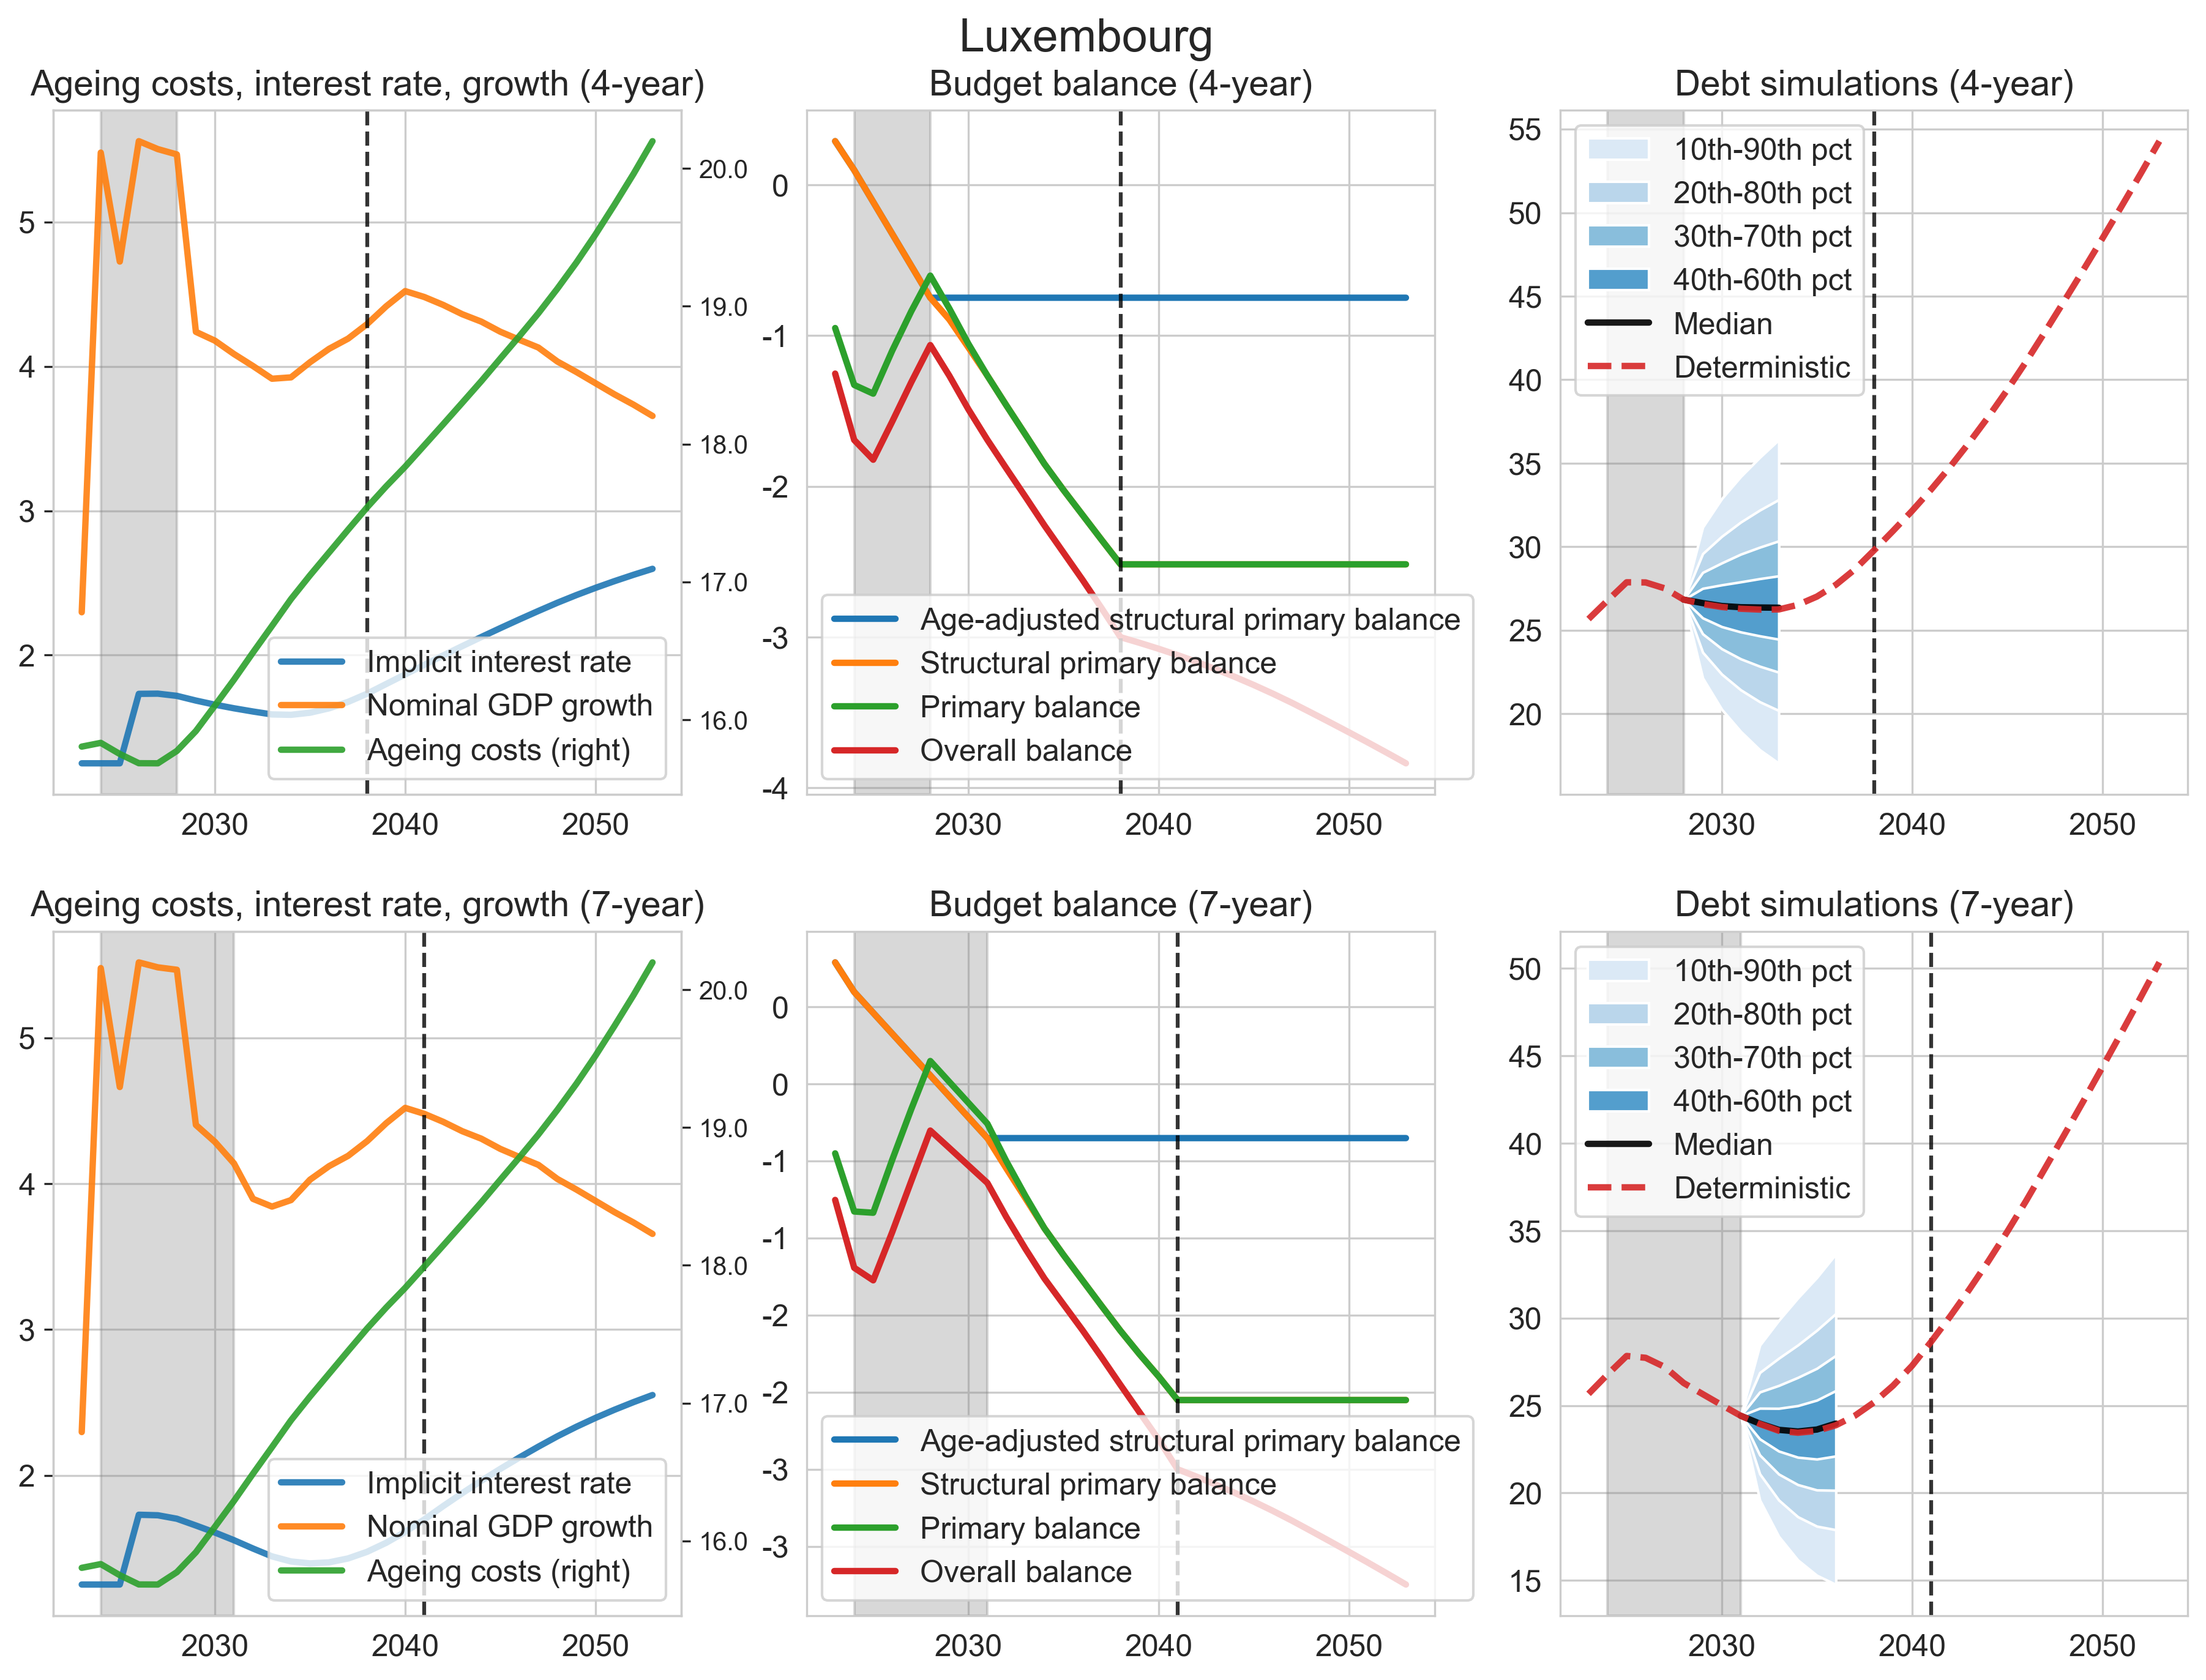 Luxembourg
Ageing costs, interest rate, growth (4-year)
5
4
3
2
20.0
19.0
18.0
17.0
16.0
Implicit interest rate
Nominal GDP growth
Ageing costs (right)
2030 2040 2050
Budget balance (4-year)
0
-1
-2
-3
-4
Age-adjusted structural primary balance
Structural primary balance
Primary balance
Overall balance
2030 2040 2050
Debt simulations (4-year)
55
50
45
40
35
30
25
20
10th-90th pct
20th-80th pct
30th-70th pct
40th-60th pct
Median
Deterministic
2030 2040 2050
Ageing costs, interest rate, growth (7-year)
5
4
3
2
20.0
19.0
18.0
17.0
16.0
Implicit interest rate
Nominal GDP growth
Ageing costs (right)
2030 2040 2050
Budget balance (7-year)
0
0
-1
-1
-2
-2
-3
-3
Age-adjusted structural primary balance
Structural primary balance
Primary balance
Overall balance
2030 2040 2050
Debt simulations (7-year)
50
45
40
35
30
25
20
15
10th-90th pct
20th-80th pct
30th-70th pct
40th-60th pct
Median
Deterministic
2030 2040 2050